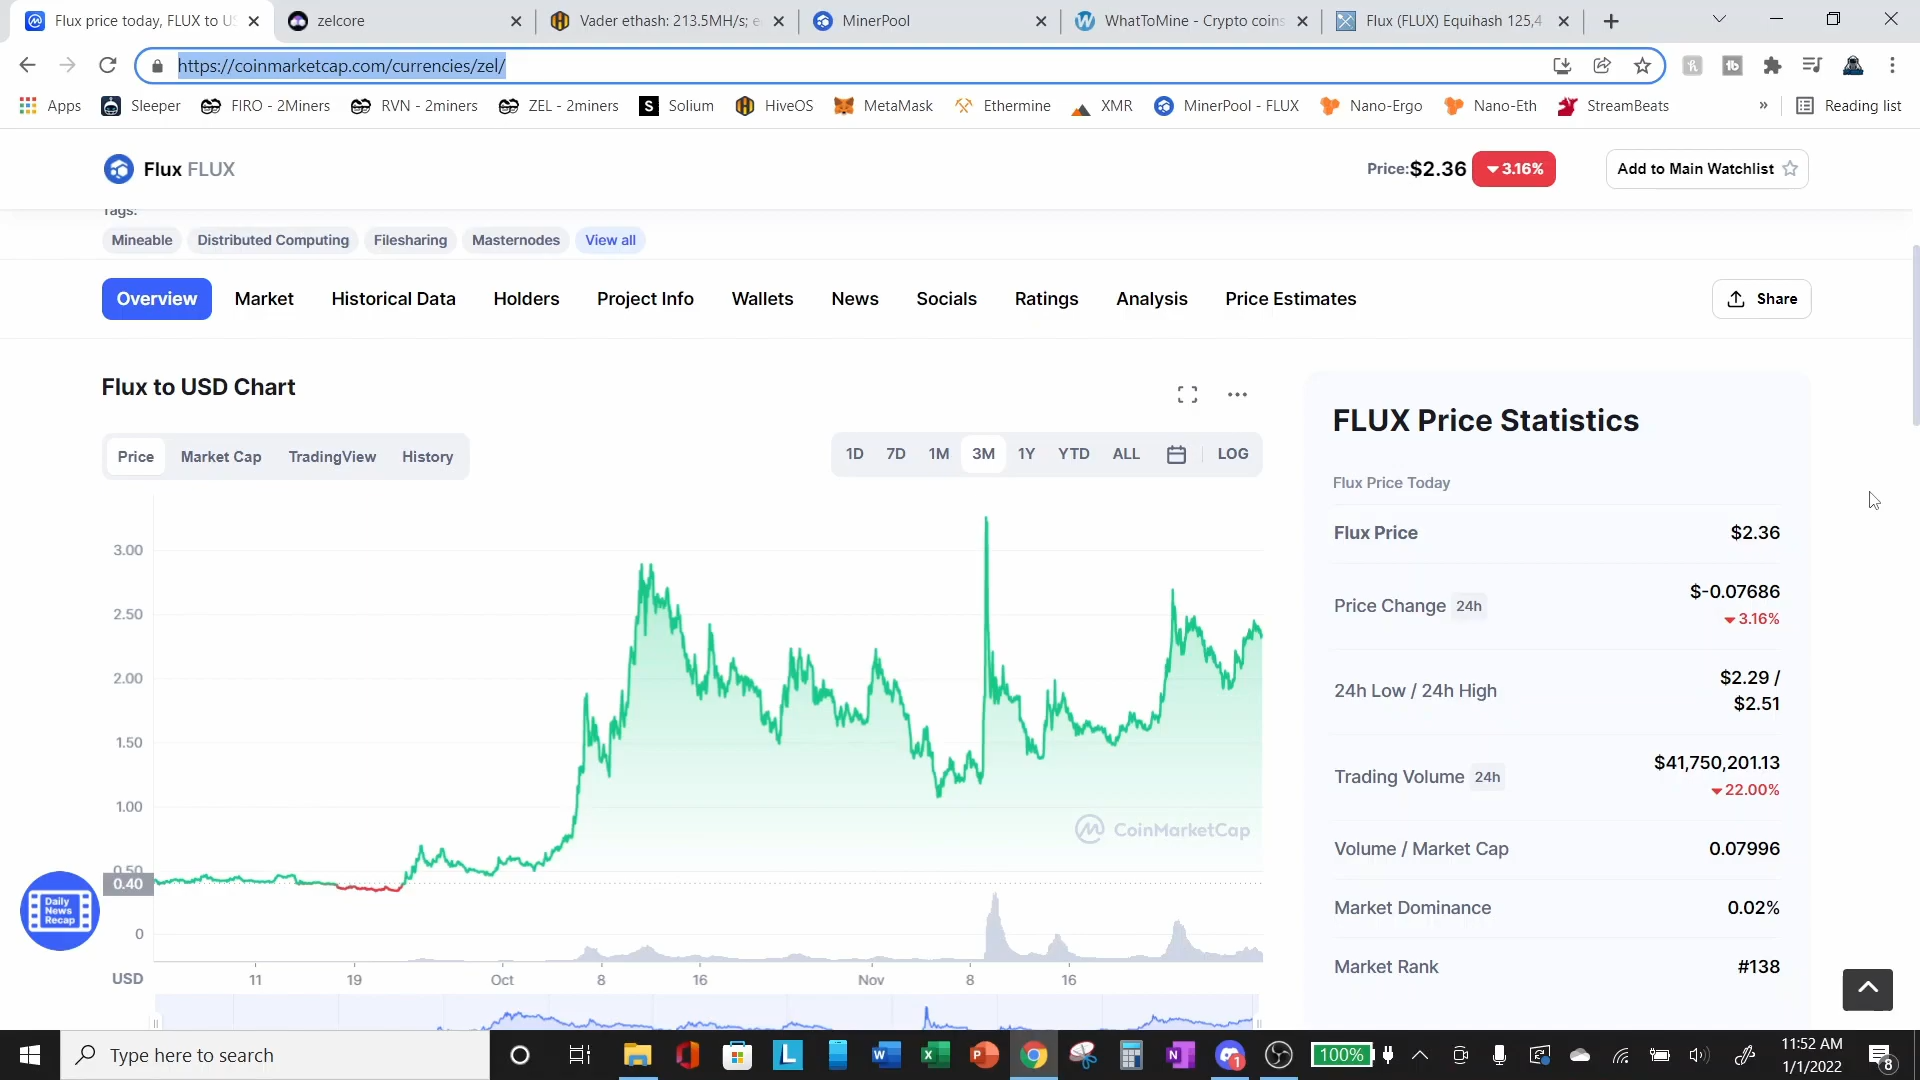 Flux price today, FLUX to US
zelcore
Vader ethash: 213.5MH/s; e
MinerPool
WhatToMine - Crypto coins
Flux (FLUX) Equihash 125,4
https://coinmarketcap.com/currencies/zel/
Apps
Sleeper
FIRO - 2Miners
RVN - 2miners
ZEL - 2miners
Solium
HiveOS
MetaMask
Ethermine
XMR
MinerPool - FLUX
Nano-Ergo
Nano-Eth
StreamBeats
»
Reading list
Flux FLUX
Price:$2.36
3.16%
Add to Main Watchlist
Tags:
Mineable
Distributed Computing
Filesharing
Masternodes
View all
Overview
Market
Historical Data
Holders
Project Info
Wallets
News
Socials
Ratings
Analysis
Price Estimates
Share
Flux to USD Chart
Price
Market Cap
TradingView
History
1D
7D
1M
3M
1Y
YTD
ALL
LOG
3.00
2.50
2.00
1.50
1.00
0.50
0.40
0
USD
11
19
Oct
8
16
Nov
8
16
CoinMarketCap
Daily
News
Recap
FLUX Price Statistics
Flux Price Today
Flux Price
$2.36
Price Change 24h
$-0.07686
3.16%
24h Low / 24h High
$2.29 /
$2.51
Trading Volume 24h
$41,750,201.13
22.00%
Volume / Market Cap
0.07996
Market Dominance
0.02%
Market Rank
#138
Type here to search
100%
11:52 AM
1/1/2022
8
1